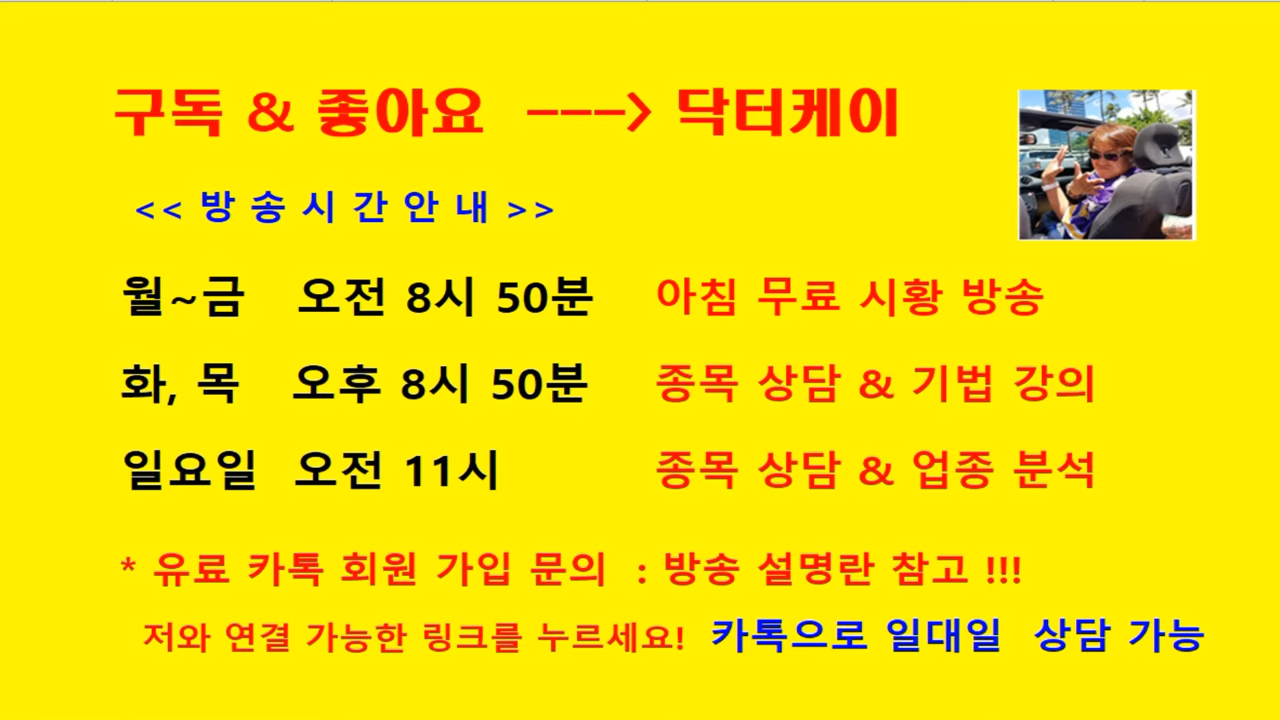 구독 & 좋아요 ---> 닥터케이
<< 방 송 시 간 안 내 >>
월~금 오전 8시 50분 아침 무료 시황 방송
화, 목 오후 8시 50분 종목 상담 & 기법 강의
일요일 오전 11시 종목 상담 & 업종 분석
* 유료 카톡 회원 가입 문의 : 방송 설명란 참고 !!!
저와 연결 가능한 링크를 누르세요! 카톡으로 일대일 상담 가능